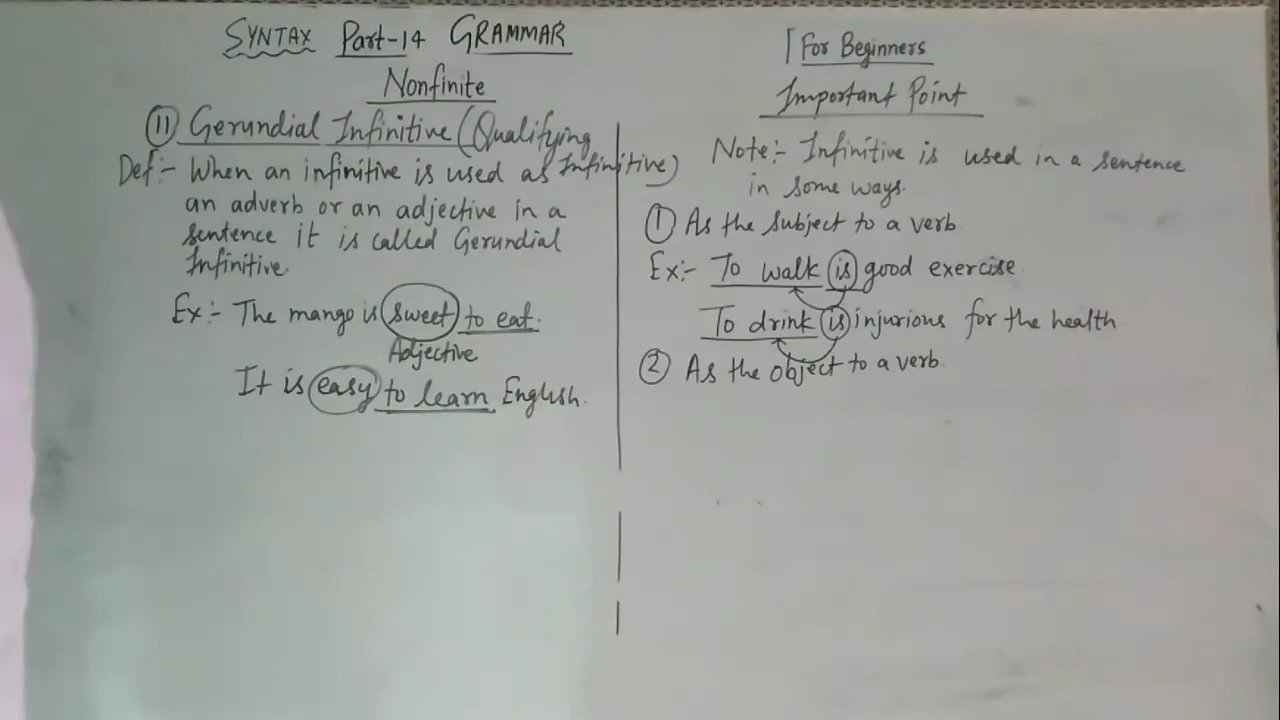 SYNTAX Part-14 GRAMMAR
Nonfinite
(11) Gerundial Infinitive (Qualifying
Infinitive)
Def:- When an infinitive is used as
an adverb or an adjective in a
sentence it is called Gerundial
Infinitive.
Ex:- The mango is sweet to eat.
Adjective
It is easy to learn English.
For Beginners
Important Point
Note:- Infinitive is used in a sentence
in some ways.
(1) As the subject to a verb
Ex:- To walk is good exercise
To drink is injurious for the health
(2) As the object to a verb.